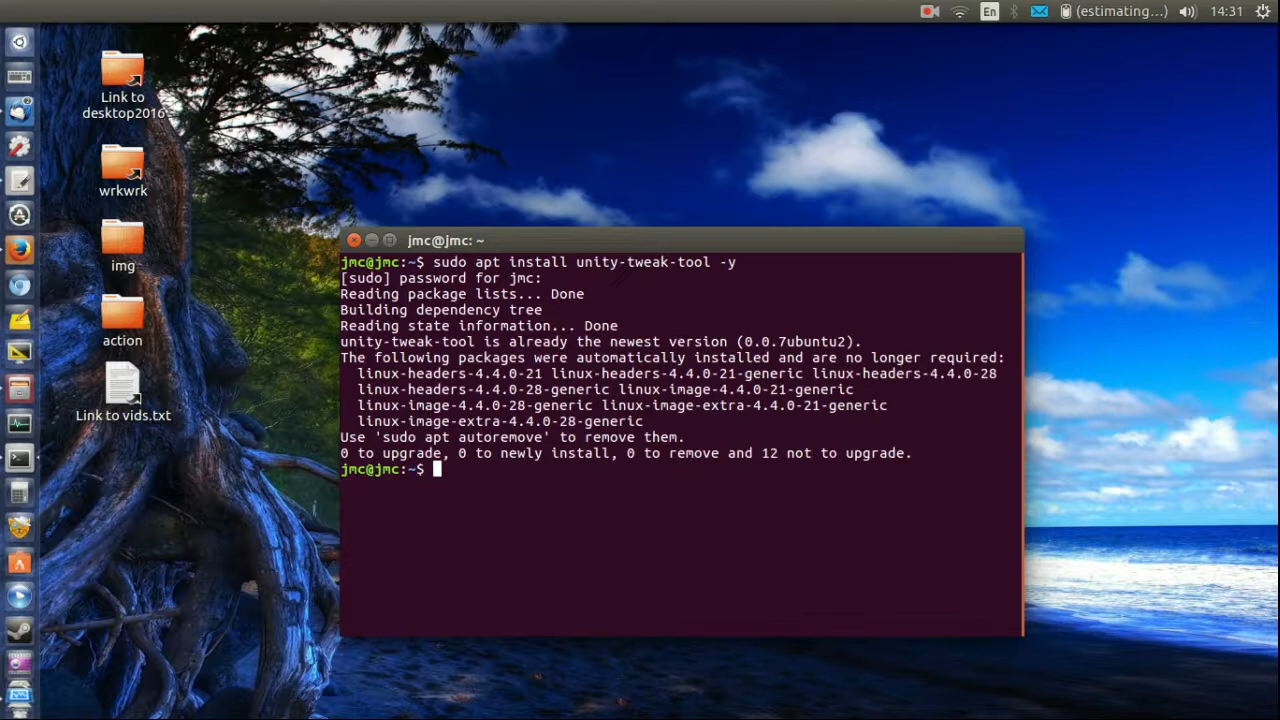 En
(estimating...)
14:31
Link to
desktop2016
wrkwrk
img
action
Link to vids.txt
jmc@jmc: ~
jmc@jmc:~$ sudo apt install unity-tweak-tool -y
[sudo] password for jmc:
Reading package lists... Done
Building dependency tree
Reading state information... Done
unity-tweak-tool is already the newest version (0.0.7ubuntu2).
The following packages were automatically installed and are no longer required:
linux-headers-4.4.0-21 linux-headers-4.4.0-21-generic linux-headers-4.4.0-28
linux-headers-4.4.0-28-generic linux-image-4.4.0-21-generic
linux-image-4.4.0-28-generic linux-image-extra-4.4.0-21-generic
linux-image-extra-4.4.0-28-generic
Use 'sudo apt autoremove' to remove them.
0 to upgrade, 0 to newly install, 0 to remove and 12 not to upgrade.
jmc@jmc:~$